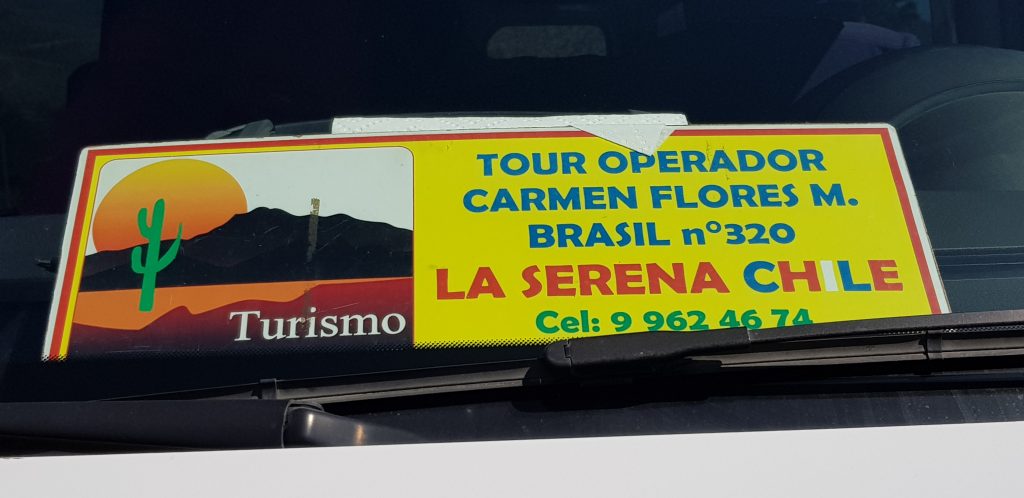 Turismo
TOUR OPERADOR
CARMEN FLORES M.
BRASIL n°320
LA SERENA CHILE
Cel: 9 962 46 74